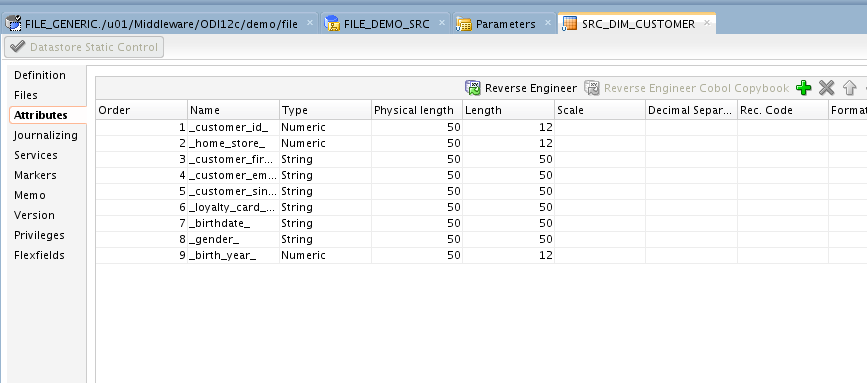 FILE_GENERIC./u01/Middleware/ODI12c/demo/file × FILE_DEMO_SRC × Parameters × SRC_DIM_CUSTOMER ×
Datastore Static Control
Definition
Files
Attributes
Journalizing
Services
Markers
Memo
Version
Privileges
Flexfields
Reverse Engineer Reverse Engineer Cobol Copybook
Order Name Type Physical length Length Scale Decimal Separ... Rec. Code Format
1 _customer_id_ Numeric 50 12
2 _home_store_ Numeric 50 12
3 _customer_fir... String 50 50
4 _customer_em... String 50 50
5 _customer_sin... String 50 50
6 _loyalty_card_... String 50 50
7 _birthdate_ String 50 50
8 _gender_ String 50 50
9 _birth_year_ Numeric 50 12